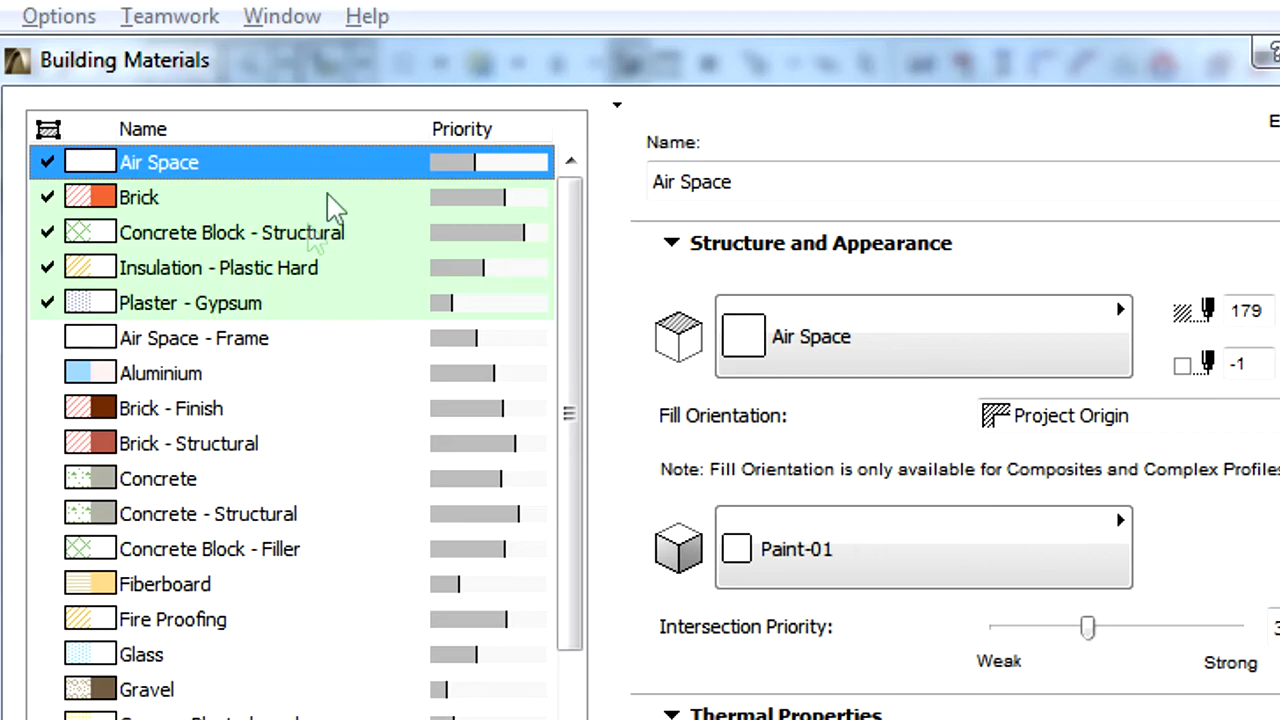 Options Teamwork Window Help
Building Materials
Name Priority
Air Space
Brick
Concrete Block - Structural
Insulation - Plastic Hard
Plaster - Gypsum
Air Space - Frame
Aluminium
Brick - Finish
Brick - Structural
Concrete
Concrete - Structural
Concrete Block - Filler
Fiberboard
Fire Proofing
Glass
Gravel
E
Name:
Air Space
Structure and Appearance
Air Space
179
-1
Fill Orientation: Project Origin
Note: Fill Orientation is only available for Composites and Complex Profiles
Paint-01
Intersection Priority:
Weak Strong
Thermal Properties